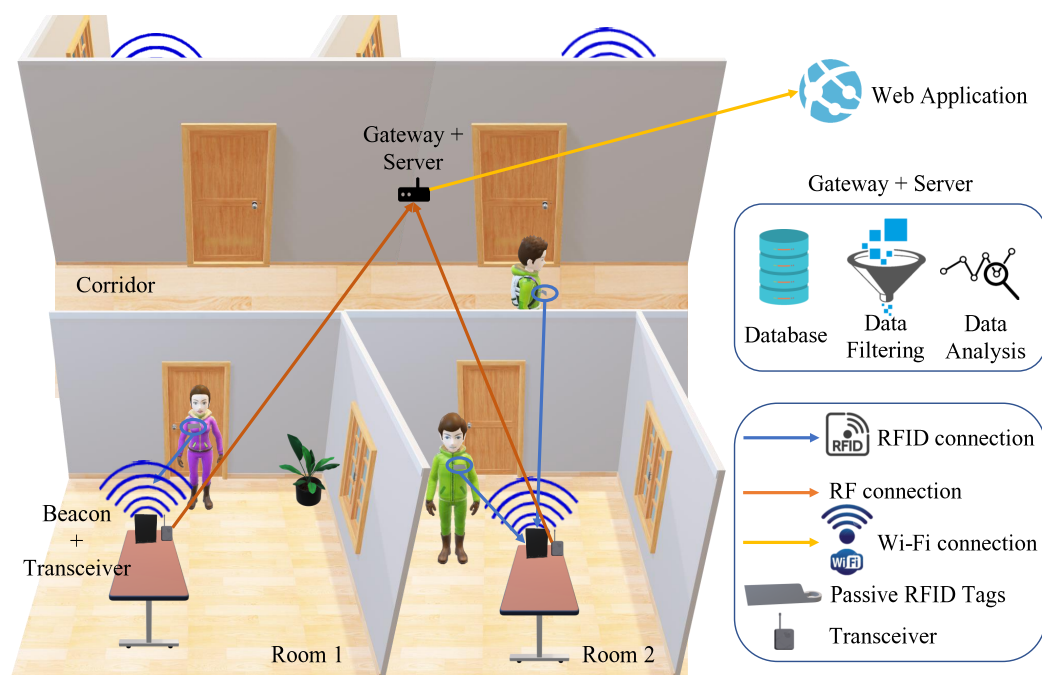 Web Application
Gateway +
Server
Gateway + Server
Corridor
Database
Data
Filtering
Data
Analysis
RFID
RFID connection
RF connection
WiFi
Wi-Fi connection
Passive RFID Tags
Transceiver
Beacon
+
Transceiver
Room 1
Room 2